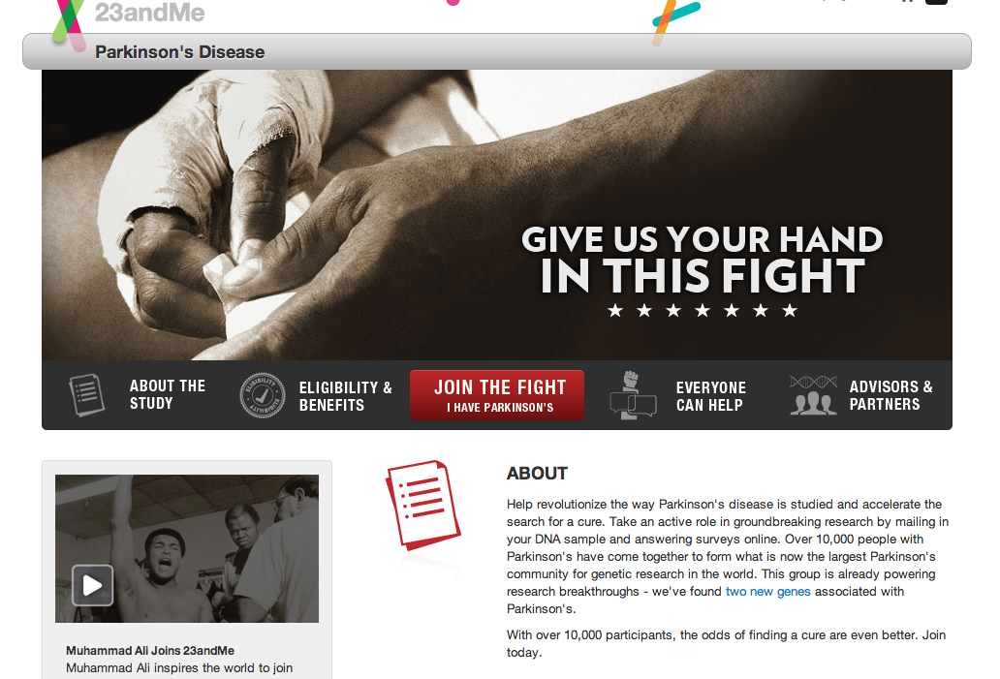 23andMe
Parkinson's Disease
GIVE US YOUR HAND
IN THIS FIGHT
ABOUT THE
STUDY
ELIGIBILITY
ELIGIBILITY
ELIGIBILITY &
BENEFITS
JOIN THE FIGHT
I HAVE PARKINSON'S
EVERYONE
CAN HELP
ADVISORS &
PARTNERS
Muhammad Ali Joins 23andMe
Muhammad Ali inspires the world to join
ABOUT
Help revolutionize the way Parkinson's disease is studied and accelerate the
search for a cure. Take an active role in groundbreaking research by mailing in
your DNA sample and answering surveys online. Over 10,000 people with
Parkinson's have come together to form what is now the largest Parkinson's
community for genetic research in the world. This group is already powering
research breakthroughs - we've found two new genes associated with
Parkinson's.
With over 10,000 participants, the odds of finding a cure are even better. Join
today.